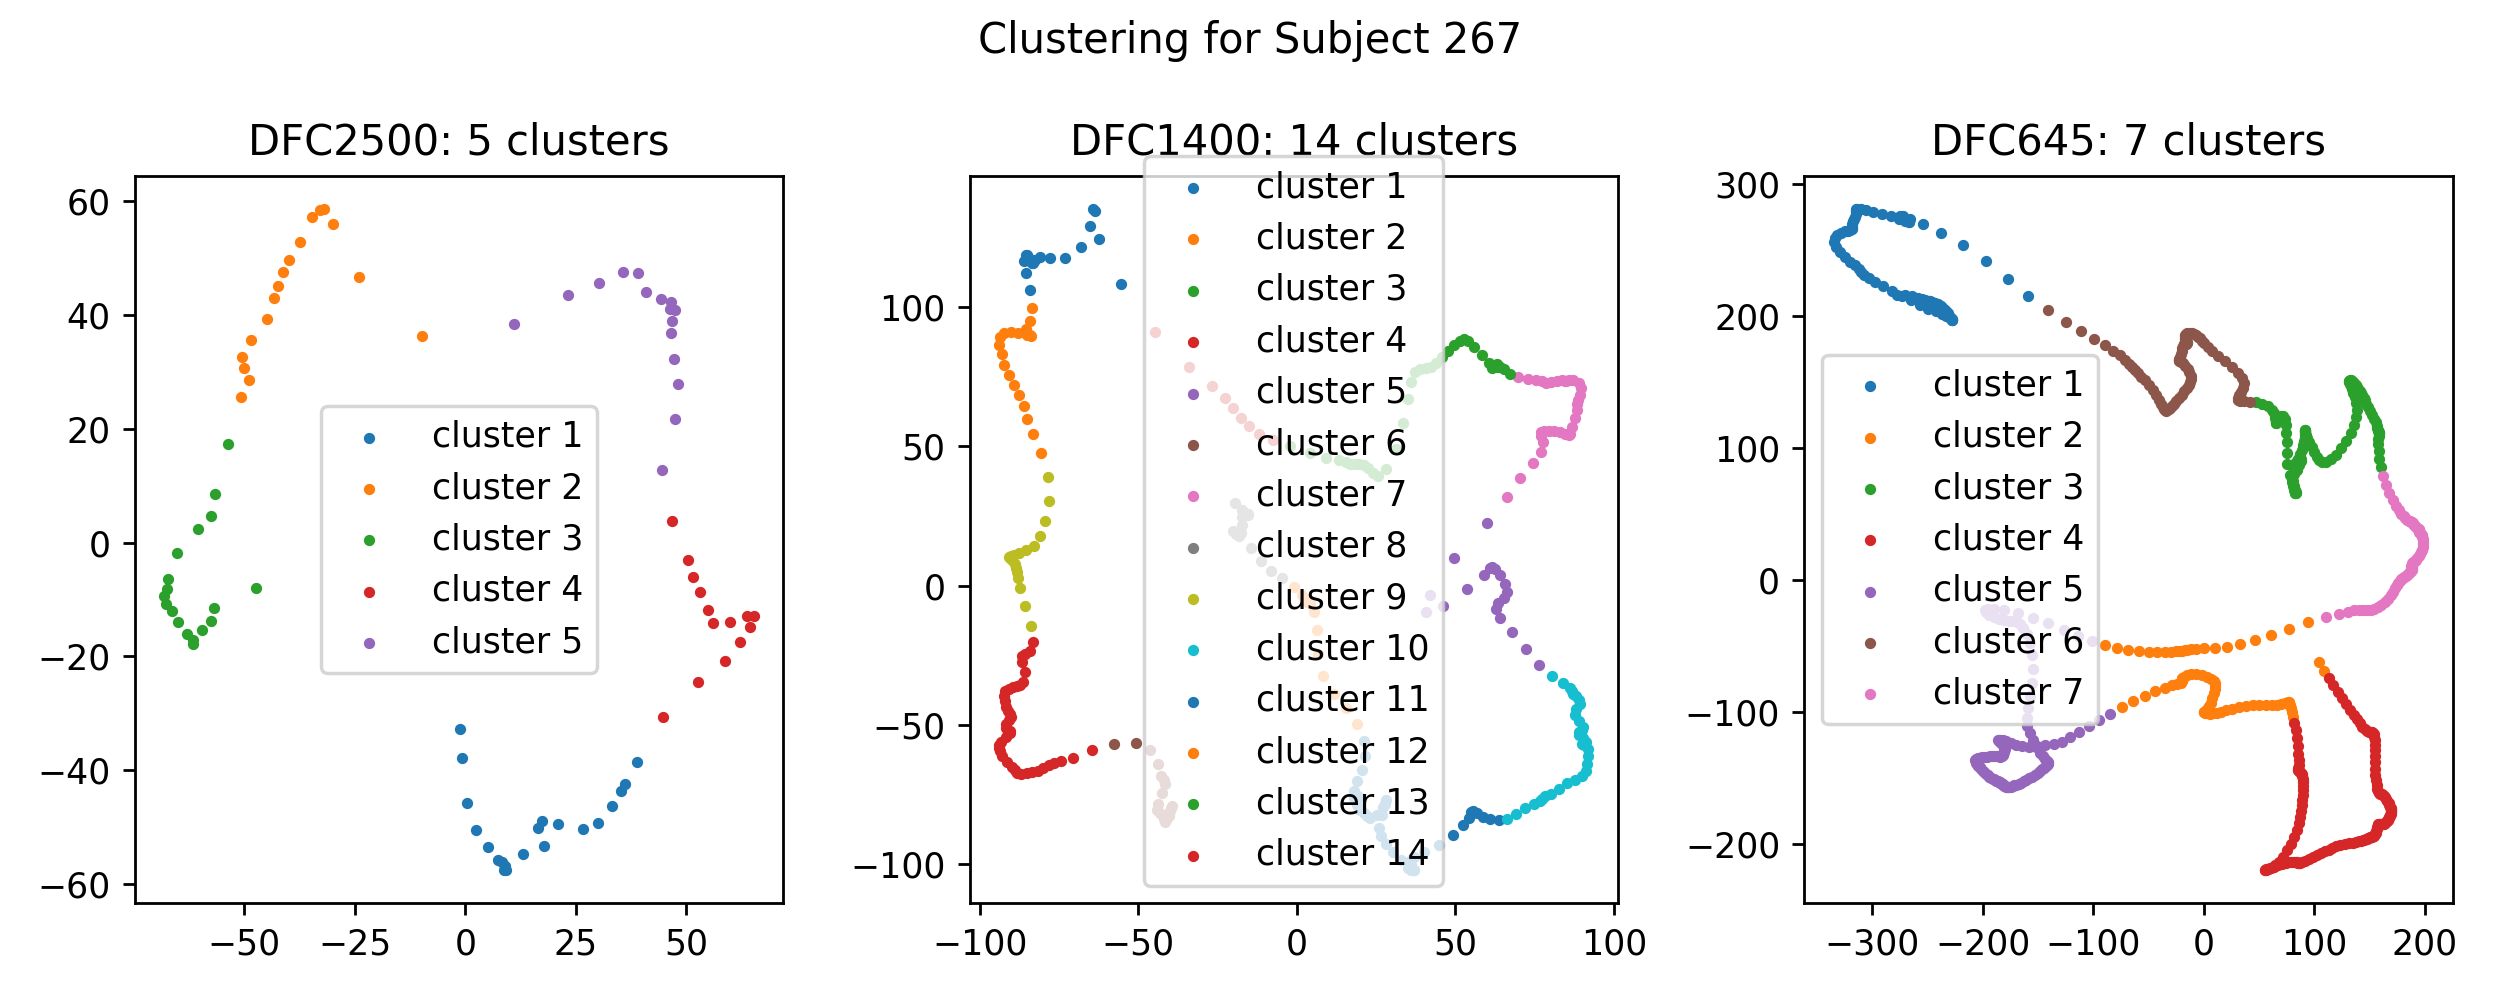 Clustering for Subject 267
DFC2500: 5 clusters
60
40
20
0
−20
−40
−60
−50
−25
0
25
50
cluster 1
cluster 2
cluster 3
cluster 4
cluster 5
DFC1400: 14 clusters
100
50
0
−50
−100
−100
−50
0
50
100
cluster 1
cluster 2
cluster 3
cluster 4
cluster 5
cluster 6
cluster 7
cluster 8
cluster 9
cluster 10
cluster 11
cluster 12
cluster 13
cluster 14
DFC645: 7 clusters
300
200
100
0
−100
−200
−300
−200
−100
0
100
200
cluster 1
cluster 2
cluster 3
cluster 4
cluster 5
cluster 6
cluster 7